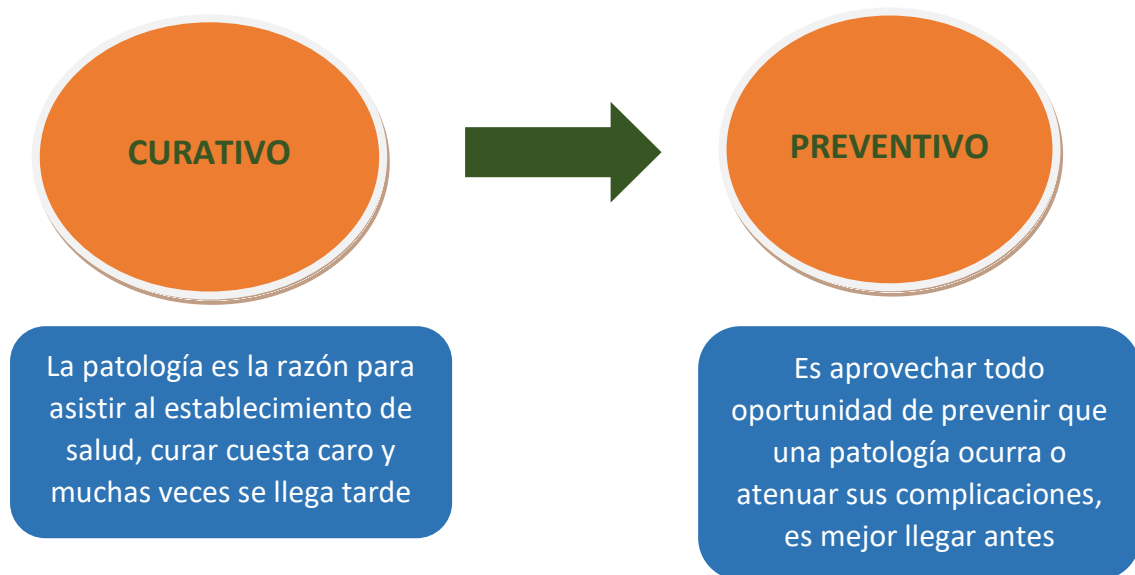 CURATIVO
PREVENTIVO
La patología es la razón para
asistir al establecimiento de
salud, curar cuesta caro y
muchas veces se llega tarde
Es aprovechar todo
oportunidad de prevenir que
una patología ocurra o
atenuar sus complicaciones,
es mejor llegar antes